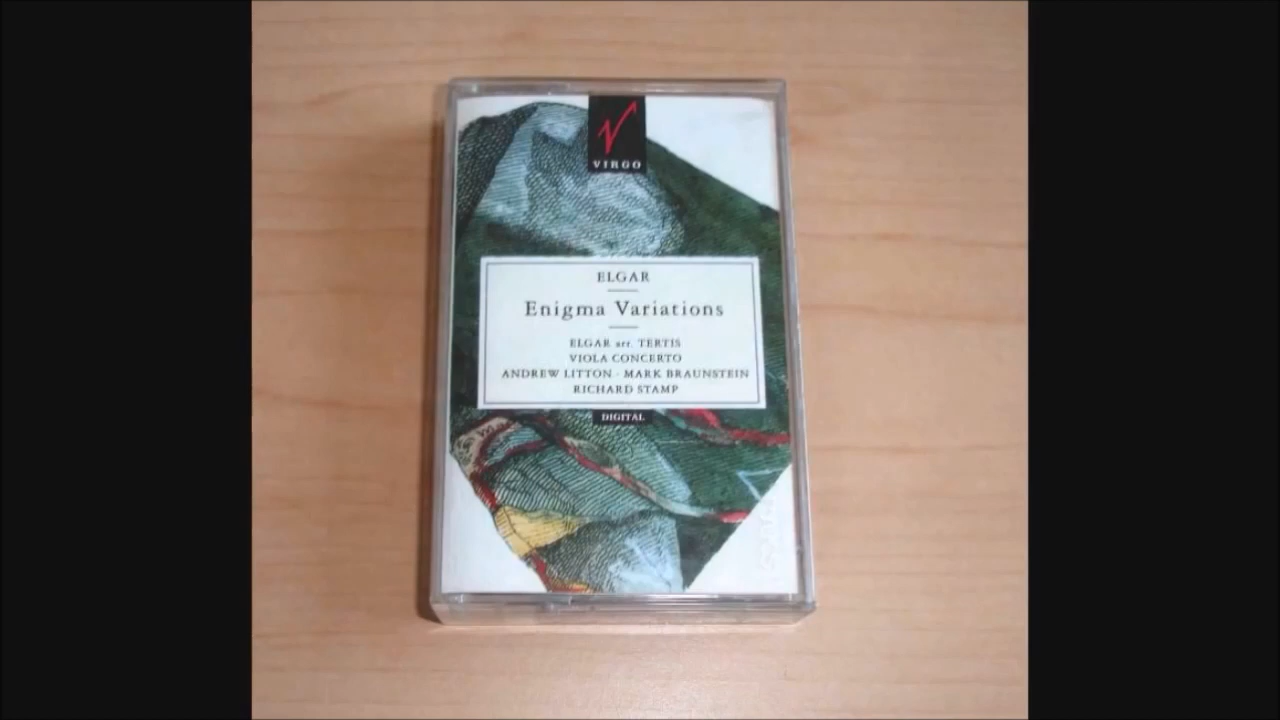 VIRGO
ELGAR
Enigma Variations
ELGAR arr. TERTIS
VIOLA CONCERTO
ANDREW LITTON · MARK BRAUNSTEIN
RICHARD STAMP
DIGITAL